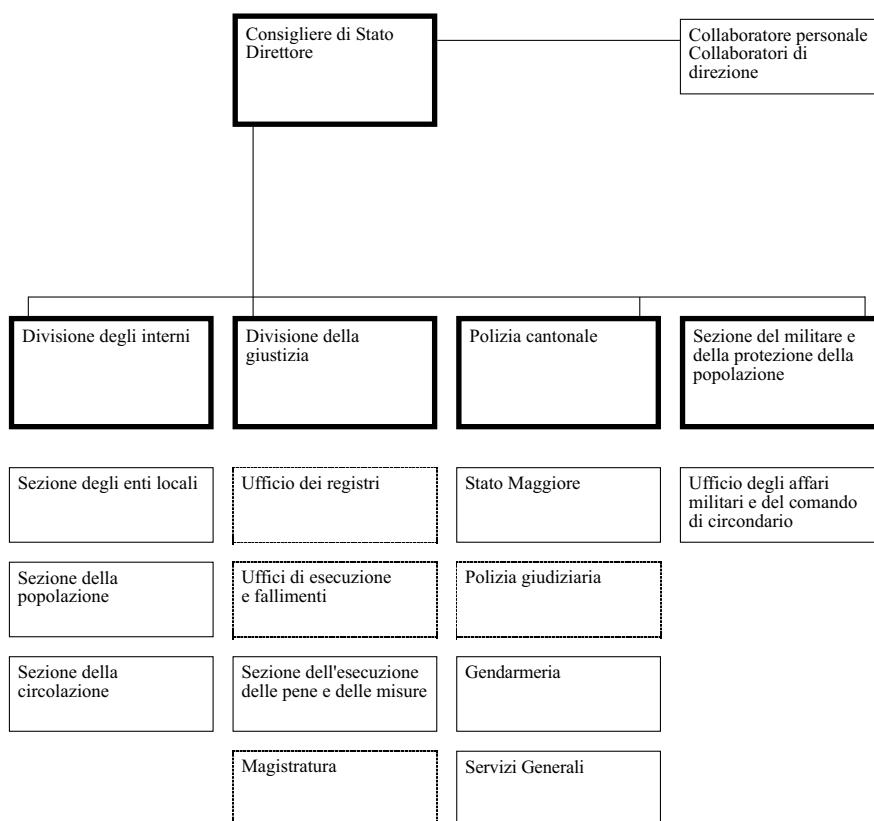 Consigliere di Stato
Direttore
Collaboratore personale
Collaboratori di
direzione
Divisione degli interni
Divisione della
giustizia
Polizia cantonale
Sezione del militare e
della protezione della
popolazione
Sezione degli enti locali
Ufficio dei registri
Stato Maggiore
Ufficio degli affari
militari e del comando
di circondario
Sezione della
popolazione
Uffici di esecuzione
e fallimenti
Polizia giudiziaria
Sezione della
circolazione
Sezione dell'esecuzione
delle pene e delle misure
Gendarmeria
Magistratura
Servizi Generali